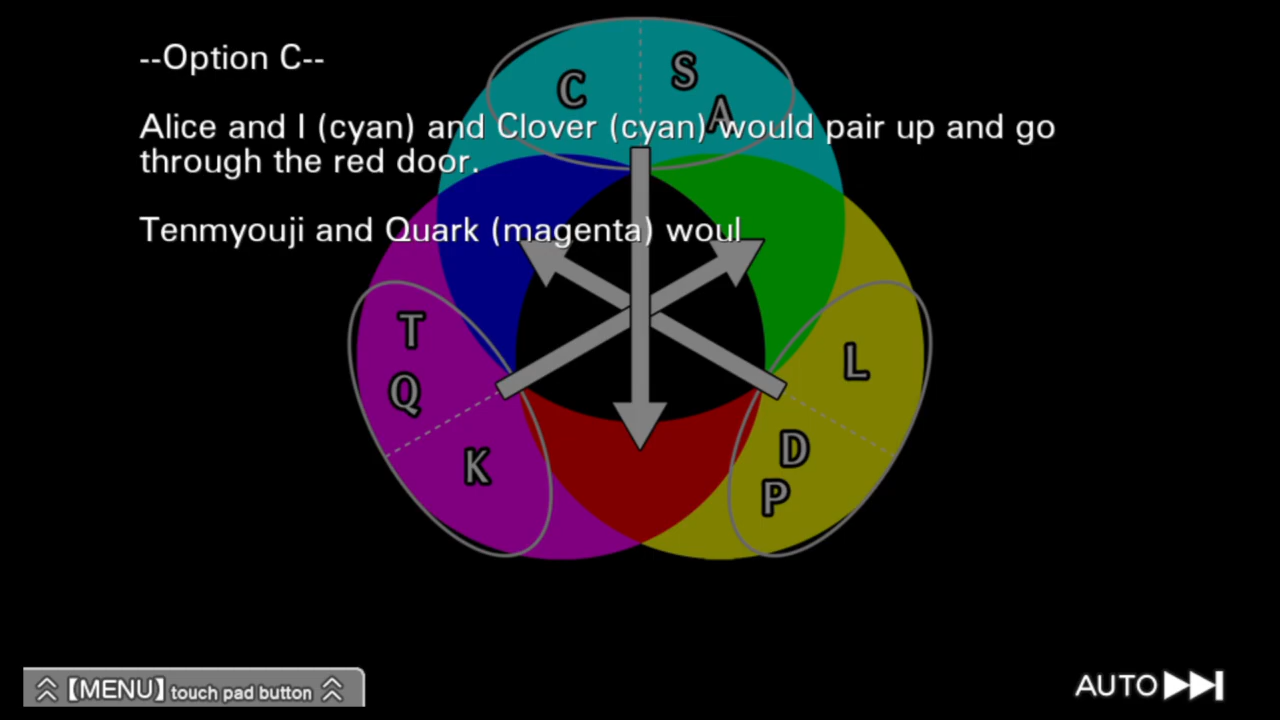 --Option C--
Alice and I (cyan) and Clover (cyan) would pair up and go
through the red door.
Tenmyouji and Quark (magenta) woul
C
S
A
T
Q
K
L
D
P
【MENU】 touch pad button
AUTO